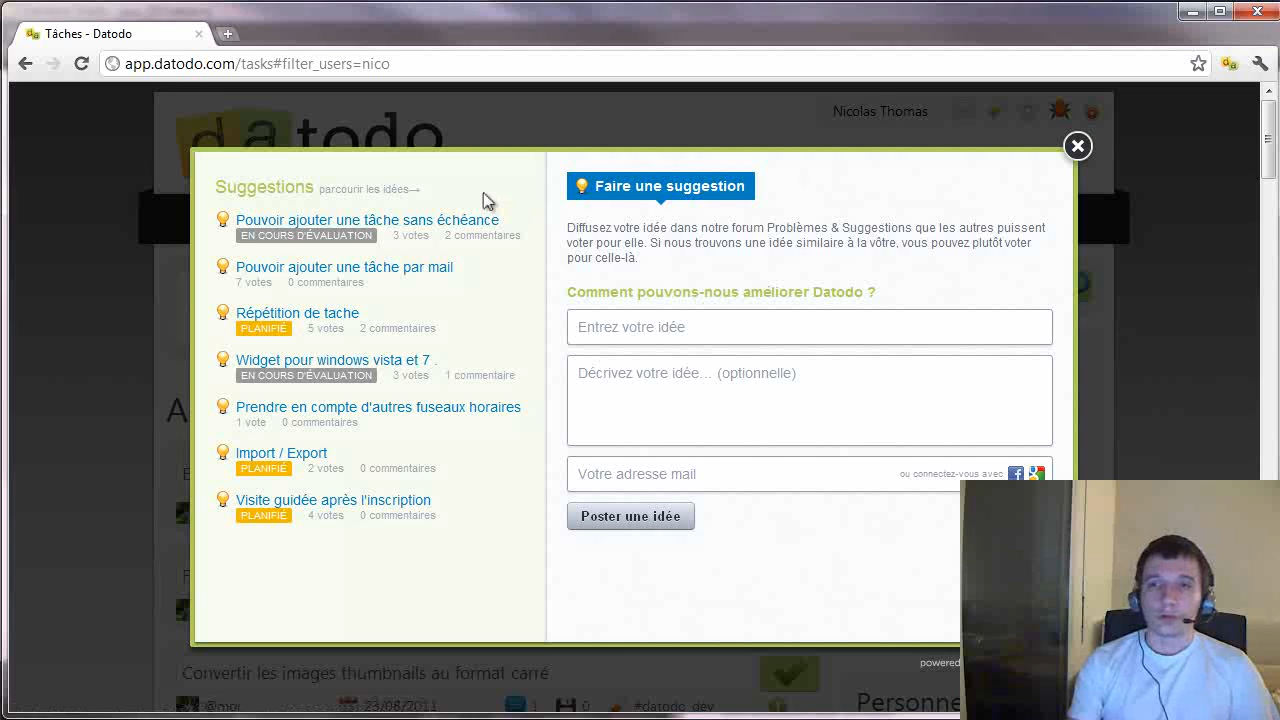 Tâches - Datodo
app.datodo.com/tasks#filter_users=nico
datodo
Nicolas Thomas
Suggestions parcourir les idées→
Pouvoir ajouter une tâche sans échéance
EN COURS D'ÉVALUATION 3 votes 2 commentaires
Pouvoir ajouter une tâche par mail
7 votes 0 commentaires
Répétition de tache
PLANIFIÉ 5 votes 2 commentaires
Widget pour windows vista et 7 .
EN COURS D'ÉVALUATION 3 votes 1 commentaire
Prendre en compte d'autres fuseaux horaires
1 vote 0 commentaires
Import / Export
PLANIFIÉ 2 votes 0 commentaires
Visite guidée après l'inscription
PLANIFIÉ 4 votes 0 commentaires
Faire une suggestion
Diffusez votre idée dans notre forum Problèmes & Suggestions que les autres puissent
voter pour elle. Si nous trouvons une idée similaire à la vôtre, vous pouvez plutôt voter
pour celle-là.
Comment pouvons-nous améliorer Datodo ?
Entrez votre idée
Décrivez votre idée... (optionnelle)
Votre adresse mail
ou connectez-vous avec
Poster une idée
powered
Convertir les images thumbnails au format carré
23/08/2011 1 0 #datodo_dev
Personne